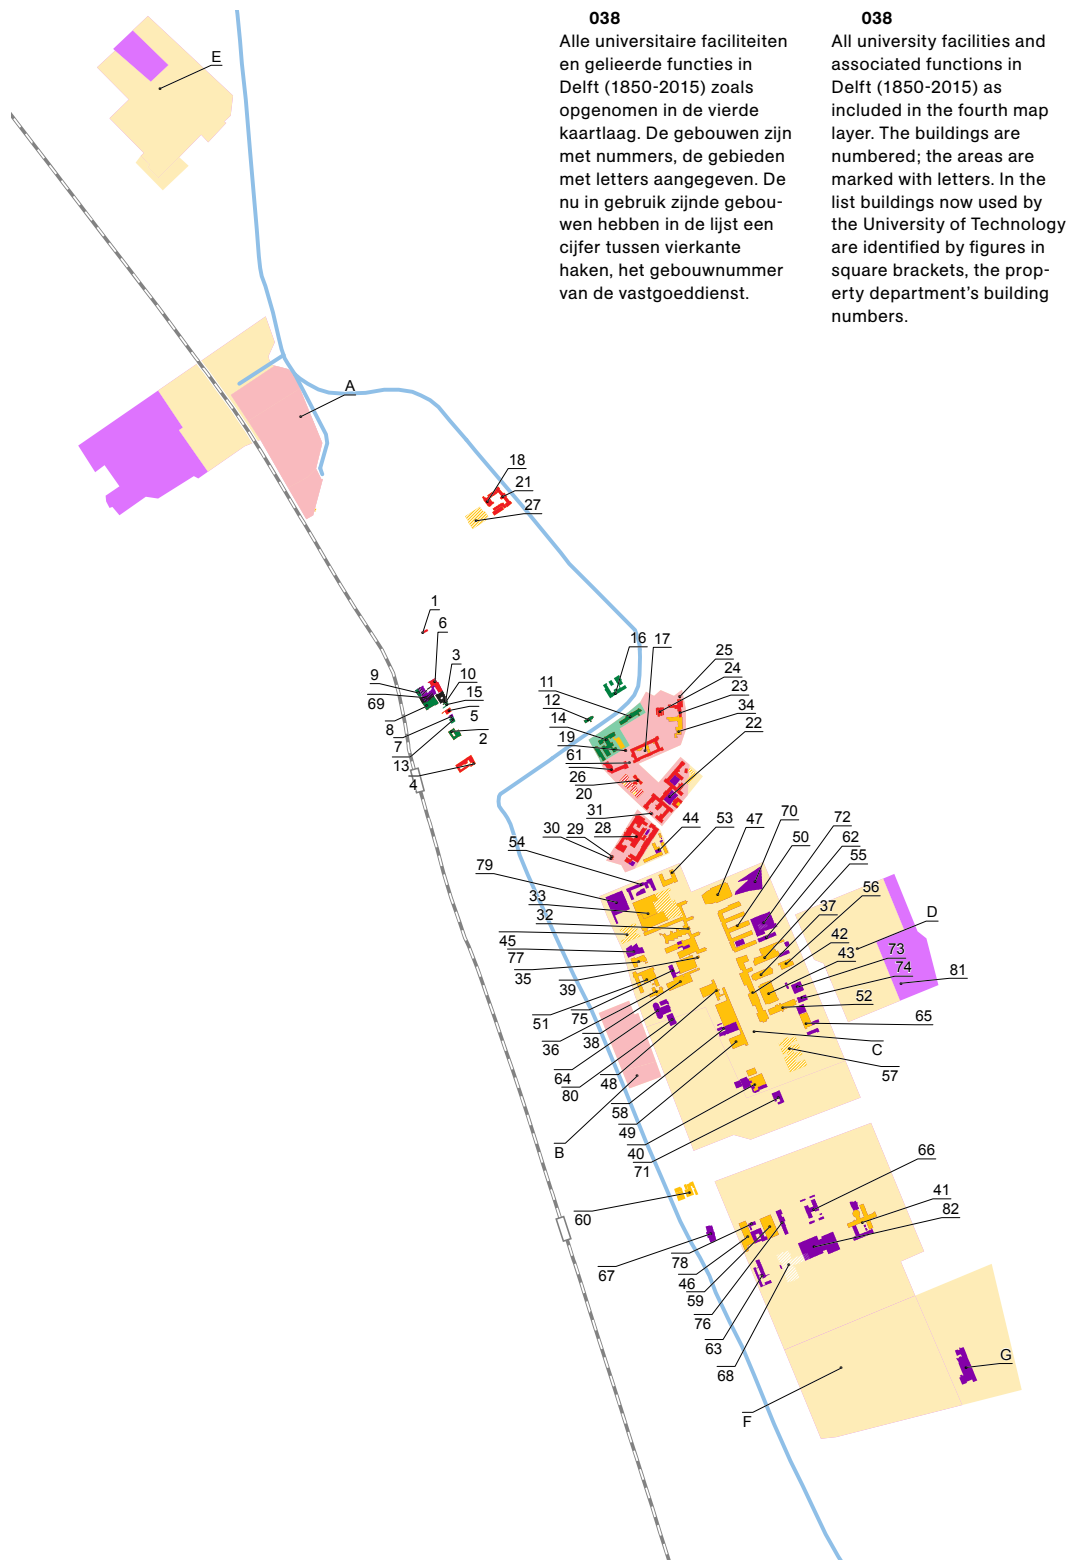 038
Alle universitaire faciliteiten
en gelieerde functies in
Delft (1850-2015) zoals
opgenomen in de vierde
kaartlaag. De gebouwen zijn
met nummers, de gebieden
met letters aangegeven. De
nu in gebruik zijnde gebou-
wen hebben in de lijst een
cijfer tussen vierkante
haken, het gebouwnummer
van de vastgoeddienst.
038
All university facilities and
associated functions in
Delft (1850-2015) as
included in the fourth map
layer. The buildings are
numbered; the areas are
marked with letters. In the
list buildings now used by
the University of Technology
are identified by figures in
square brackets, the prop-
erty department's building
numbers.
E
A
18
21
27
1
6
3
10
15
5
2
9
69
8
7
13
4
16
17
25
24
23
34
22
11
12
14
19
61
26
20
31
28
29
30
44
53
47
70
50
72
62
55
56
37
42
43
D
73
74
81
52
65
C
57
54
79
33
32
45
77
35
39
51
75
36
38
64
48
80
58
49
40
71
B
66
41
82
60
67
78
46
59
76
63
68
F
G